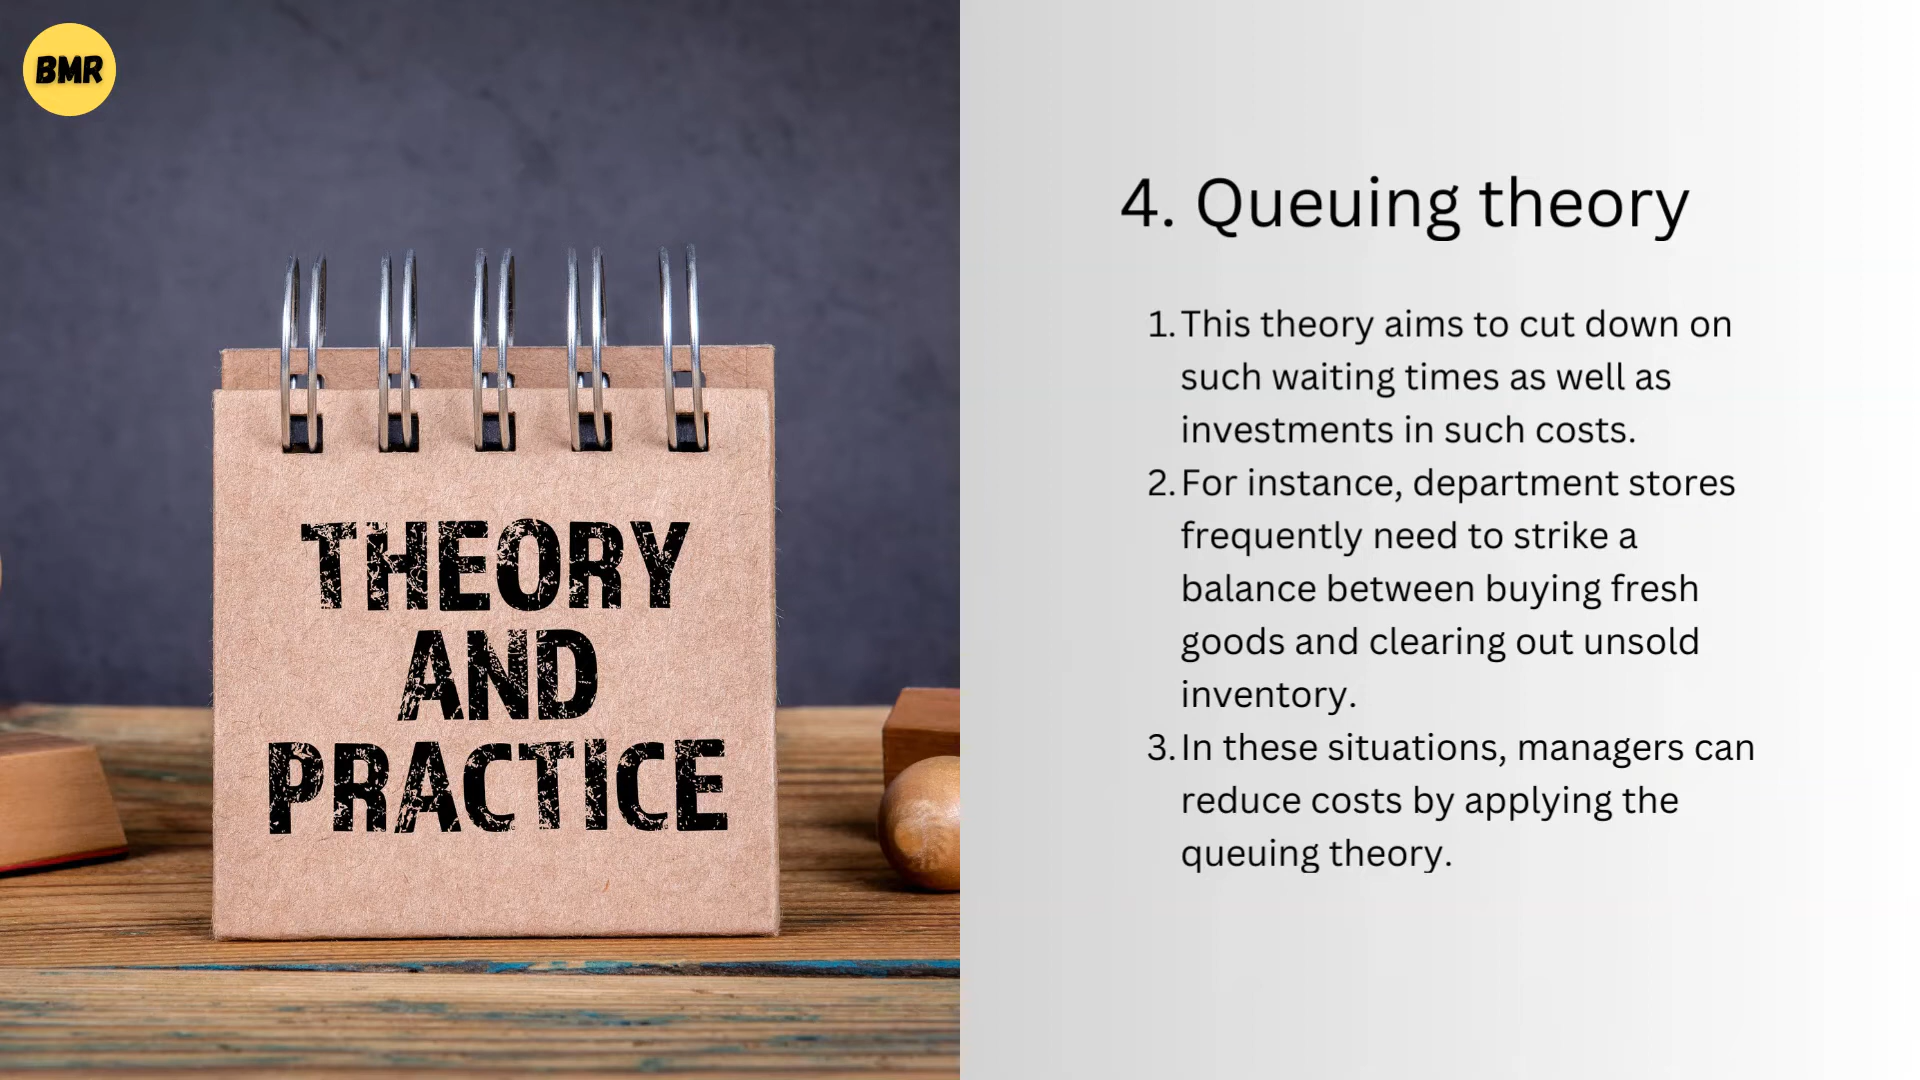 BMR
THEORY
AND
PRACTICE
4. Queuing theory
1. This theory aims to cut down on
such waiting times as well as
investments in such costs.
2. For instance, department stores
frequently need to strike a
balance between buying fresh
goods and clearing out unsold
inventory.
3. In these situations, managers can
reduce costs by applying the
queuing theory.